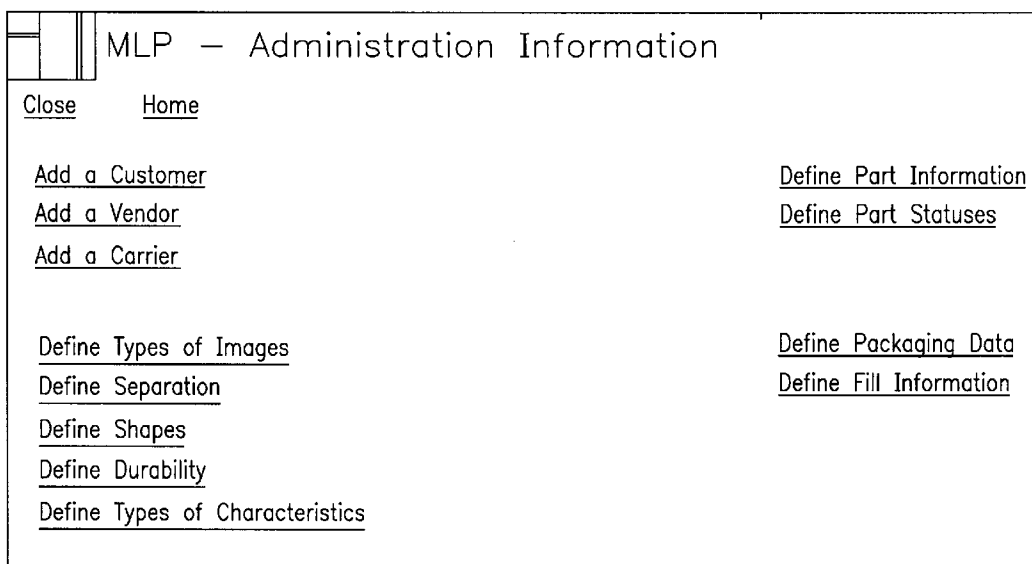 MLP – Administration Information
Close Home
Add a Customer
Add a Vendor
Add a Carrier
Define Part Information
Define Part Statuses
Define Types of Images
Define Separation
Define Shapes
Define Durability
Define Types of Characteristics
Define Packaging Data
Define Fill Information